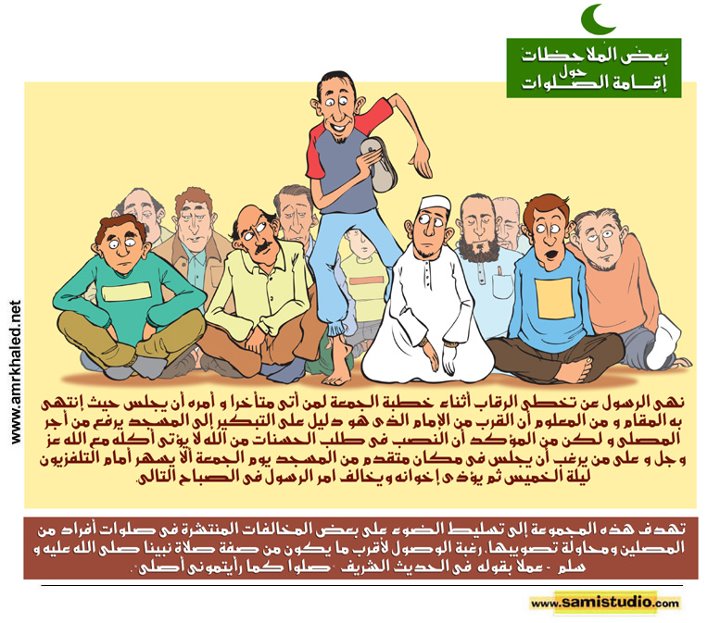 بعض الملاحظات
حول
إقامة الصلوات
www.amrkhaled.net
نهى الرسول عن تخطى الرقاب أثناء خطبة الجمعة لمن أتى متأخرا و أمره أن يجلس حيث إنتهى
به المقام و من المعلوم أن القرب من الإمام الذى هو دليل على التبكير إلى المسجد يرفع من أجر
المصلى و لكن من المؤكد أن النصب فى طلب الحسنات من الله لا يؤتى أكله مع الله عز
و جل و على من يرغب أن يجلس فى مكان متقدم من المسجد يوم الجمعة ألا يسهر أمام التلفزيون
ليلة الخميس ثم يؤذى إخوانه ويخالف امر الرسول فى الصباح التالى.
تهدف هذه المجموعة إلى تسليط الضوء على بعض المخالفات المنتشرة فى صلوات أفراد من
المصلين ومحاولة تصويبها، رغبة الوصول لأقرب ما يكون من صفة صلاة نبينا صلى الله عليه و
سلم - عملا بقوله فى الحديث الشريف "صلوا كما رأيتمونى أصلى".
www.samistudio.com